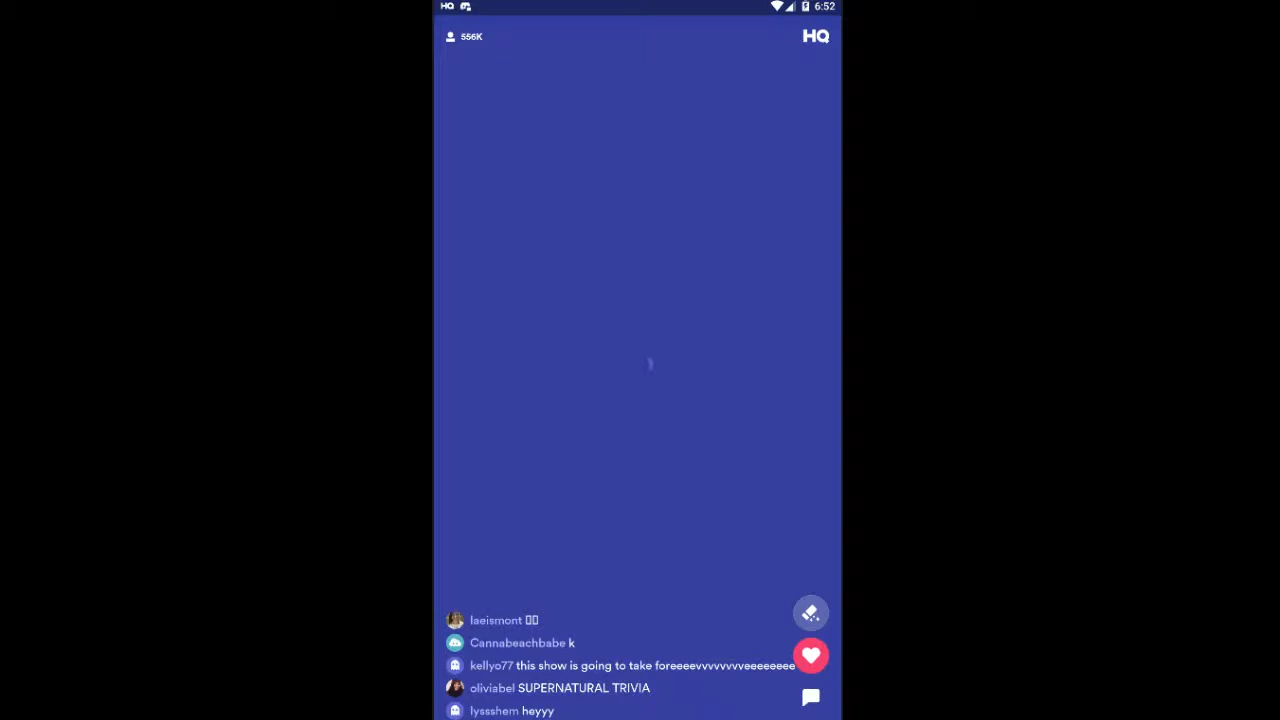 HQ 6:52
556K HQ
laeismont
Cannabeachbabe k
kellyo77 this show is going to take foreeeevvvvvvveeeeeeee
oliviabel SUPERNATURAL TRIVIA
lyssshem heyyy